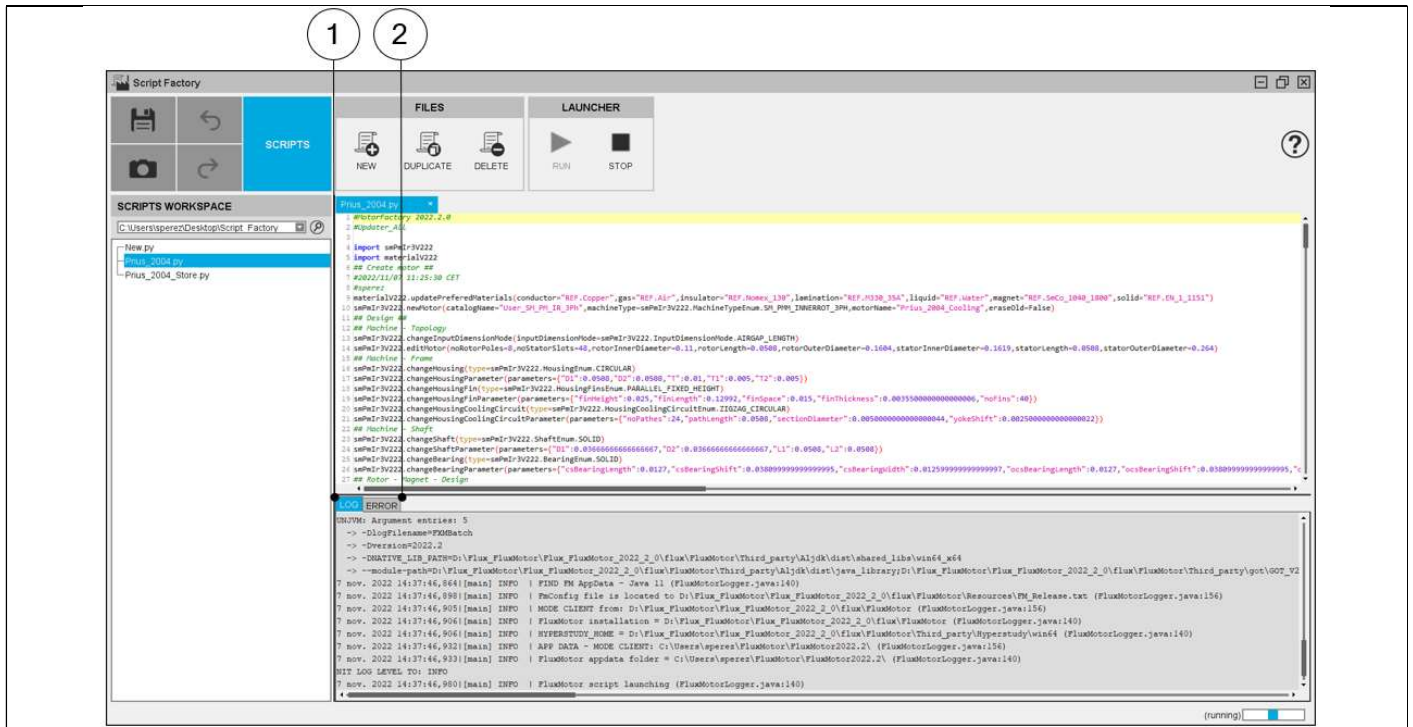 1 2
Script Factory
FILES LAUNCHER
SCRIPTS
NEW DUPLICATE DELETE RUN STOP
?
SCRIPTS WORKSPACE
C:\Users\sperez\Desktop\Script_Factory
New.py
Prius_2004.py
Prius_2004_Store.py
Prius_2004.py ×
1 #MotorFactory 2022.2.0
2 #Updater_ALL
3
4 import smPmIr3V222
5 import materialV222
6 ## Create motor ##
7 #2022/11/07 11:25:30 CET
8 #sperez
9 materialV222.updatePreferedMaterials(conductor="REF.Copper",gas="REF.Air",insulator="REF.Nomex_130",lamination="REF.M330_35A",liquid="REF.Water",magnet="REF.SmCo_1040_1800",solid="REF.EN_1_1151")
10 smPmIr3V222.newMotor(catalogName="User_SM_PM_IR_3Ph",machineType=smPmIr3V222.MachineTypeEnum.SM_PMM_INNERROT_3PH,motorName="Prius_2004_Cooling",eraseOld=False)
11 ## Design ##
12 ## Machine - Topology
13 smPmIr3V222.changeInputDimensionMode(inputDimensionMode=smPmIr3V222.InputDimensionMode.AIRGAP_LENGTH)
14 smPmIr3V222.editMotor(noRotorPoles=8,noStatorSlots=48,rotorInnerDiameter=0.11,rotorLength=0.0508,rotorOuterDiameter=0.1604,statorInnerDiameter=0.1619,statorLength=0.0508,statorOuterDiameter=0.264)
15 ## Machine - Frame
16 smPmIr3V222.changeHousing(type=smPmIr3V222.HousingEnum.CIRCULAR)
17 smPmIr3V222.changeHousingParameter(parameters={"D1":0.0508,"D2":0.0508,"T":0.01,"T1":0.005,"T2":0.005})
18 smPmIr3V222.changeHousingFin(type=smPmIr3V222.HousingFinsEnum.PARALLEL_FIXED_HEIGHT)
19 smPmIr3V222.changeHousingFinParameter(parameters={"finHeight":0.025,"finLength":0.12992,"finSpace":0.015,"finThickness":0.0035500000000000006,"noFins":40})
20 smPmIr3V222.changeHousingCoolingCircuit(type=smPmIr3V222.HousingCoolingCircuitEnum.ZIGZAG_CIRCULAR)
21 smPmIr3V222.changeHousingCoolingCircuitParameter(parameters={"noPathes":24,"pathLength":0.0508,"sectionDiameter":0.0058000000000000044,"yokeShift":0.0025000000000000022})
22 ## Machine - Shaft
23 smPmIr3V222.changeShaft(type=smPmIr3V222.ShaftEnum.SOLID)
24 smPmIr3V222.changeShaftParameter(parameters={"D1":0.03666666666666667,"D2":0.03666666666666667,"L1":0.0508,"L2":0.0508})
25 smPmIr3V222.changeBearing(type=smPmIr3V222.BearingEnum.SOLID)
26 smPmIr3V222.changeBearingParameter(parameters={"csBearingLength":0.0127,"csBearingShift":0.038099999999999995,"csBearingWidth":0.012599999999999997,"ocsBearingLength":0.0127,"ocsBearingShift":0.038099999999999995,"c
27 ## Rotor - Magnet - Design
LOG ERROR
UNJVM: Argument entries: 5
-> -DlogFilename=FXMBatch
-> -Dversion=2022.2
-> -DNATIVE_LIB_PATH=D:\Flux_FluxMotor\Flux_FluxMotor_2022_2_0\flux\FluxMotor\Third_party\Aljdk\dist\shared_libs\win64_x64
-> --module-path=D:\Flux_FluxMotor\Flux_FluxMotor_2022_2_0\flux\FluxMotor\Third_party\Aljdk\dist\java_library;D:\Flux_FluxMotor\Flux_FluxMotor_2022_2_0\flux\FluxMotor\Third_party\got\GOT_V2
7 nov. 2022 14:37:46,864|[main] INFO | FIND FM AppData - Java 11 (FluxMotorLogger.java:140)
7 nov. 2022 14:37:46,898|[main] INFO | FmConfig file is located to D:\Flux_FluxMotor\Flux_FluxMotor_2022_2_0\flux\FluxMotor\Resources\FM_Release.txt (FluxMotorLogger.java:156)
7 nov. 2022 14:37:46,905|[main] INFO | MODE CLIENT from: D:\Flux_FluxMotor\Flux_FluxMotor_2022_2_0\flux\FluxMotor (FluxMotorLogger.java:156)
7 nov. 2022 14:37:46,906|[main] INFO | FluxMotor installation = D:\Flux_FluxMotor\Flux_FluxMotor_2022_2_0\flux\FluxMotor (FluxMotorLogger.java:140)
7 nov. 2022 14:37:46,906|[main] INFO | HYPERSTUDY_HOME = D:\Flux_FluxMotor\Flux_FluxMotor_2022_2_0\flux\FluxMotor\Third_party\Hyperstudy\win64 (FluxMotorLogger.java:140)
7 nov. 2022 14:37:46,932|[main] INFO | APP DATA - MODE CLIENT: C:\Users\sperez\FluxMotor\FluxMotor2022.2\ (FluxMotorLogger.java:156)
7 nov. 2022 14:37:46,933|[main] INFO | FluxMotor appdata folder = C:\Users\sperez\FluxMotor\FluxMotor2022.2\ (FluxMotorLogger.java:140)
NIT LOG LEVEL TO: INFO
7 nov. 2022 14:37:46,980|[main] INFO | FluxMotor script launching (FluxMotorLogger.java:140)
(running)